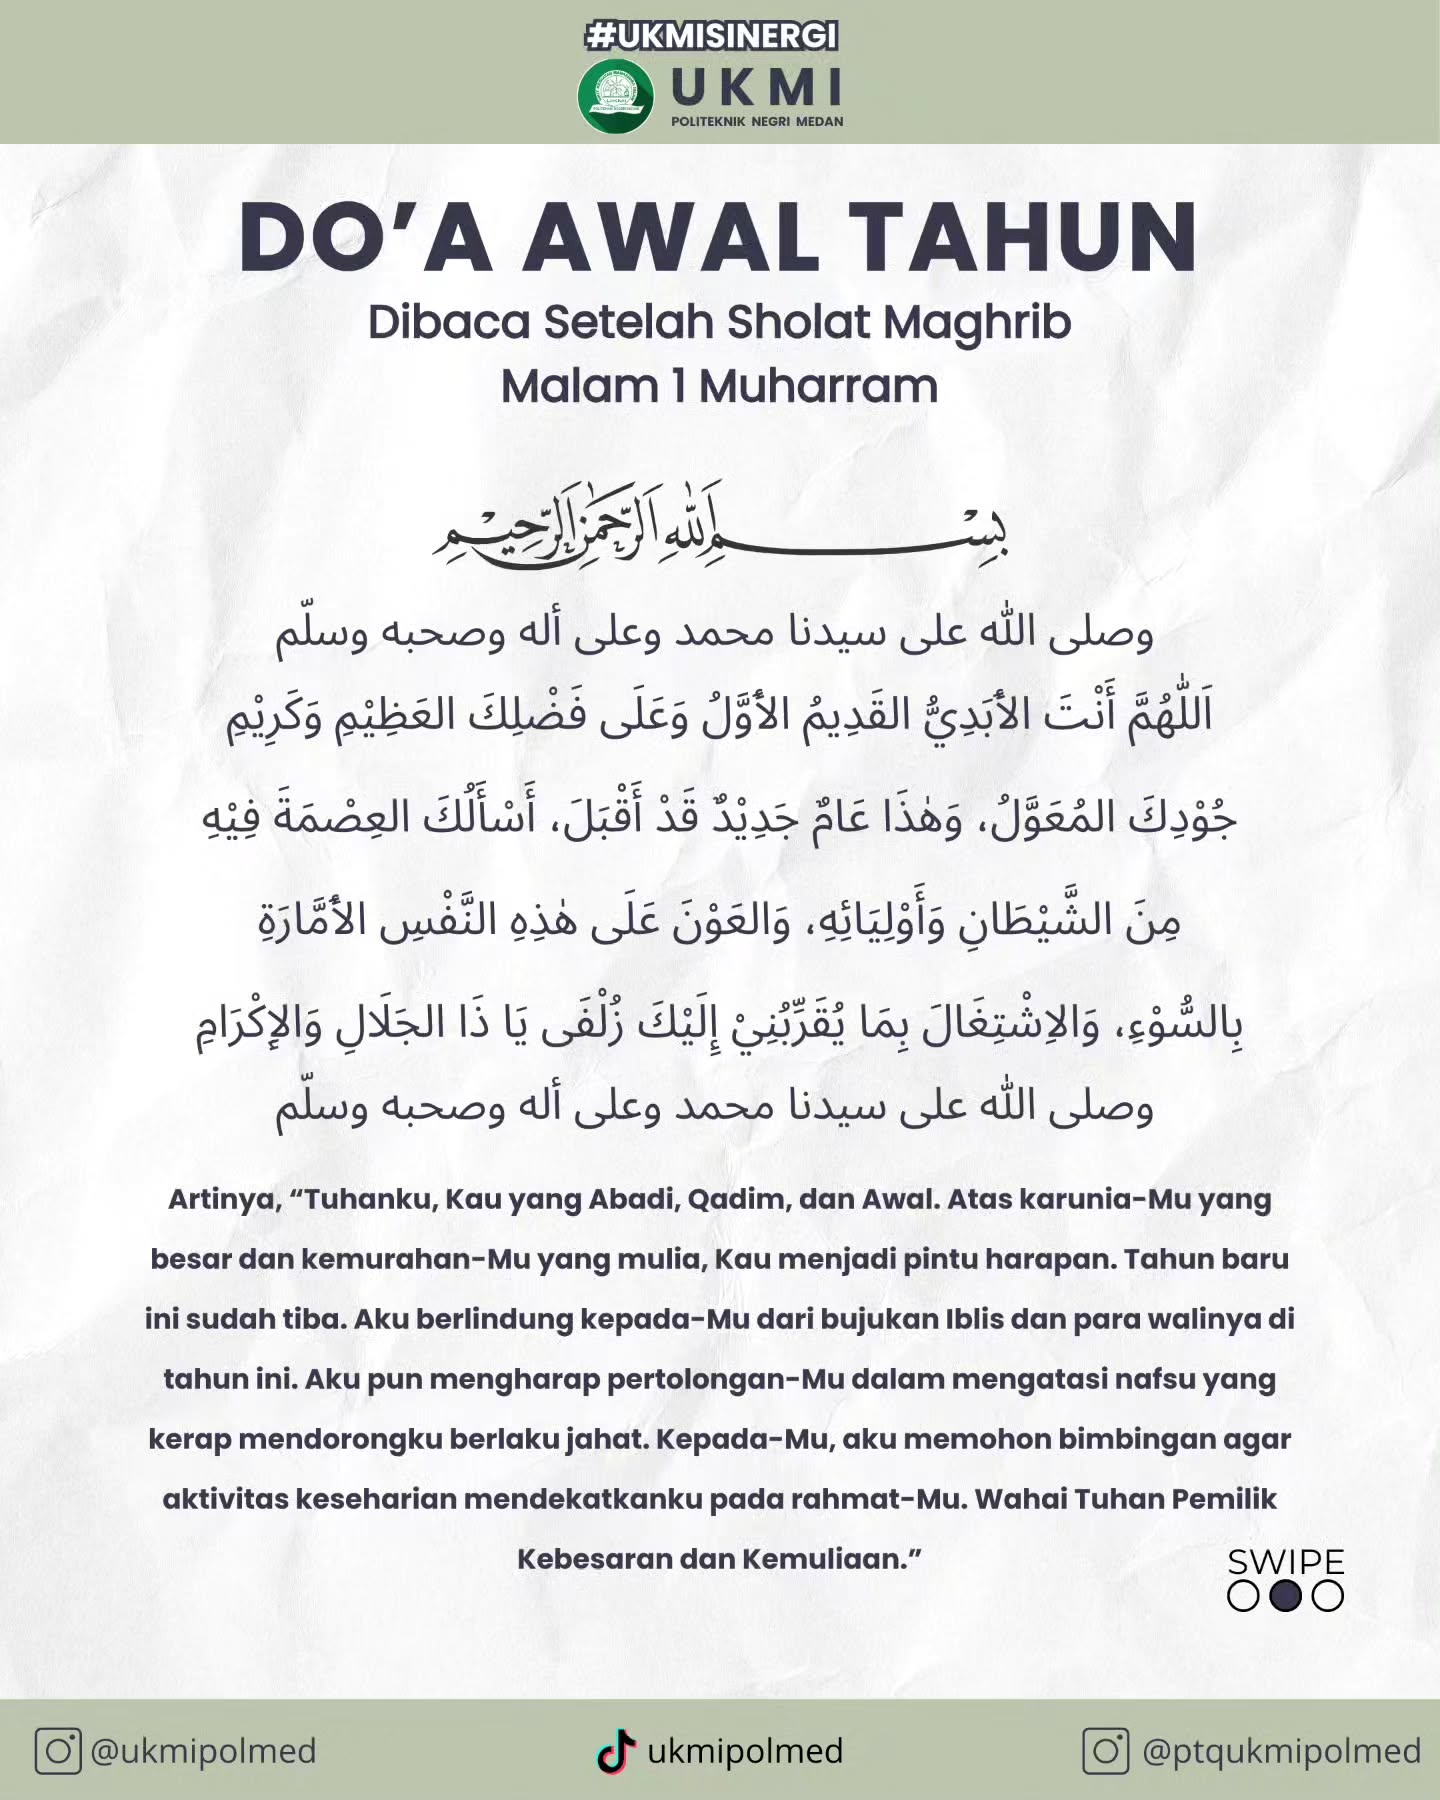 #UKMISINERGI
UKMI
POLITEKNIK NEGRI MEDAN
DO’A AWAL TAHUN
Dibaca Setelah Sholat Maghrib
Malam 1 Muharram
بِسْمِ اللهِ الرَّحْمٰنِ الرَّحِيْمِ
وصلى الله على سيدنا محمد وعلى أله وصحبه وسلّم
اَللّٰهُمَّ أَنْتَ الأَبَدِيُّ القَدِيمُ الأَوَّلُ وَعَلَى فَضْلِكَ العَظِيْمِ وَكَرِيْمِ
جُوْدِكَ المُعَوَّلُ، وَهٰذَا عَامٌ جَدِيْدٌ قَدْ أَقْبَلَ، أَسْأَلُكَ العِصْمَةَ فِيْهِ
مِنَ الشَّيْطَانِ وَأَوْلِيَائِهِ، وَالعَوْنَ عَلَى هٰذِهِ النَّفْسِ الأَمَّارَةِ
بِالسُّوْءِ، وَالاِشْتِغَالَ بِمَا يُقَرِّبُنِيْ إِلَيْكَ زُلْفَى يَا ذَا الجَلَالِ وَالإِكْرَامِ
وصلى الله على سيدنا محمد وعلى أله وصحبه وسلّم
Artinya, “Tuhanku, Kau yang Abadi, Qadim, dan Awal. Atas karunia-Mu yang
besar dan kemurahan-Mu yang mulia, Kau menjadi pintu harapan. Tahun baru
ini sudah tiba. Aku berlindung kepada-Mu dari bujukan Iblis dan para walinya di
tahun ini. Aku pun mengharap pertolongan-Mu dalam mengatasi nafsu yang
kerap mendorongku berlaku jahat. Kepada-Mu, aku memohon bimbingan agar
aktivitas keseharian mendekatkanku pada rahmat-Mu. Wahai Tuhan Pemilik
Kebesaran dan Kemuliaan.”
SWIPE
@ukmipolmed
ukmipolmed
@ptqukmipolmed